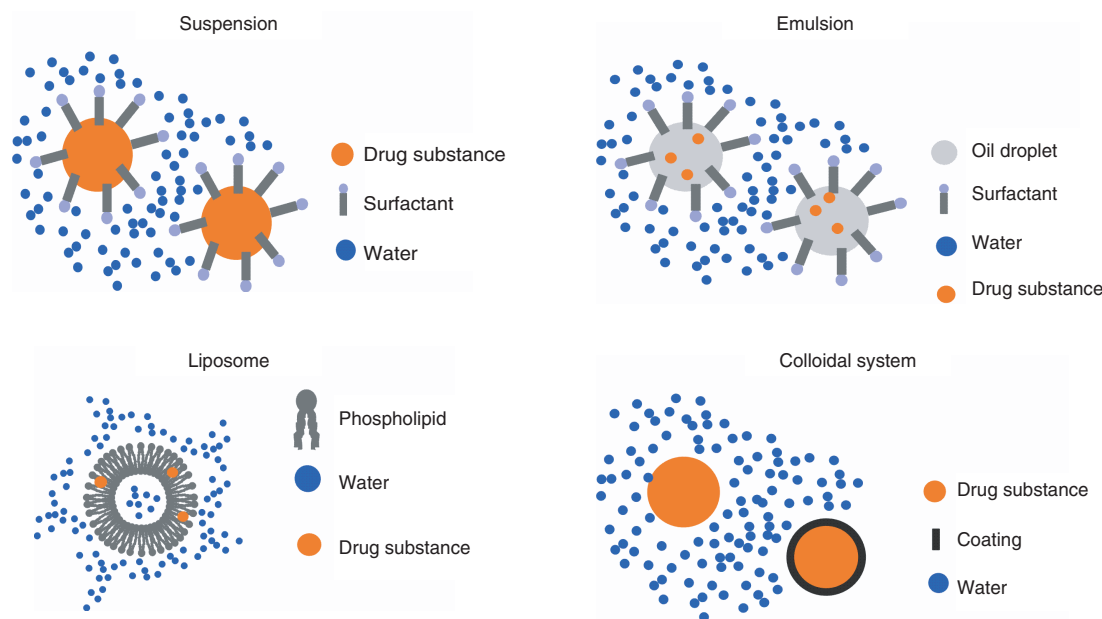 Suspension
Drug substance
Surfactant
Water
Emulsion
Oil droplet
Surfactant
Water
Drug substance
Liposome
Phospholipid
Water
Drug substance
Colloidal system
Drug substance
Coating
Water